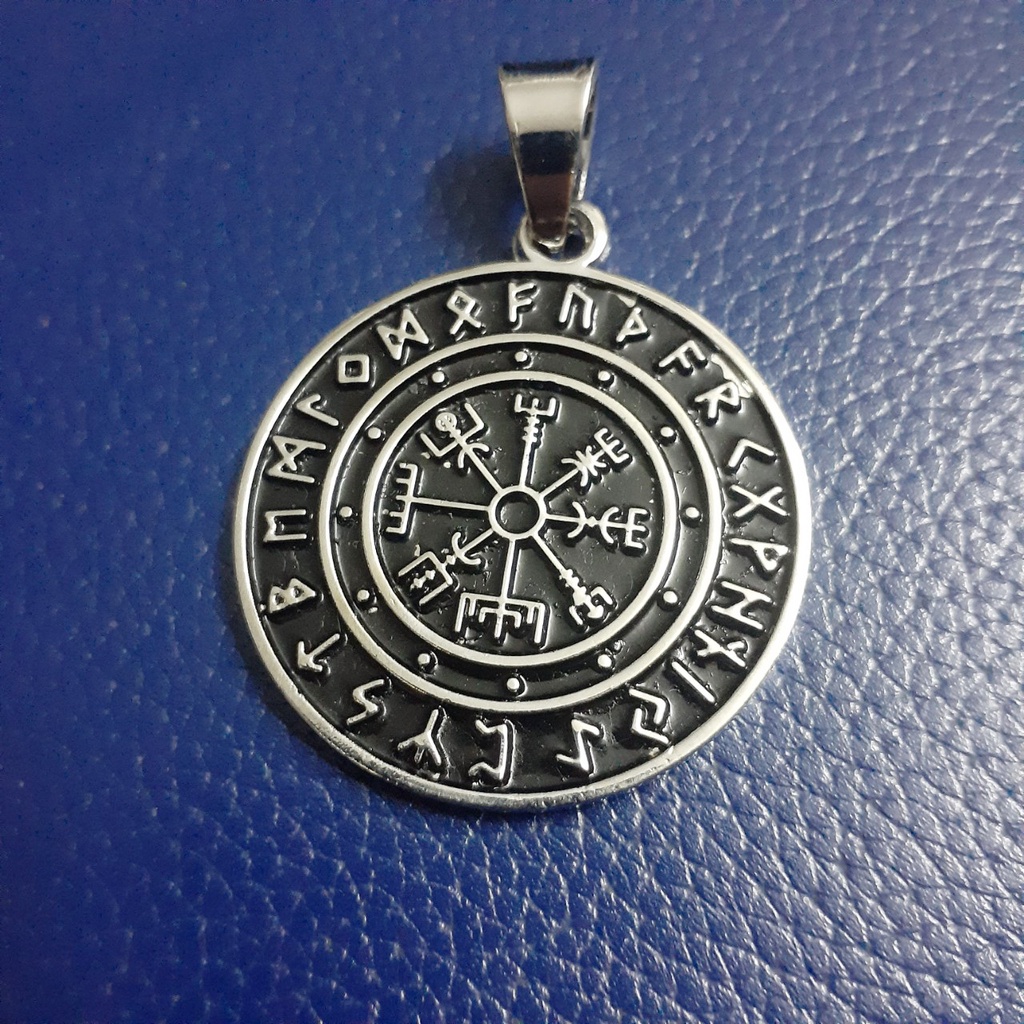 ᚠᚢᚦᚨᚱᚲᚷᚹᚺᚾᛁᛃᛇᛈᛉᛊᛏᛒᛖᛗᛚᛜᛞᛟ